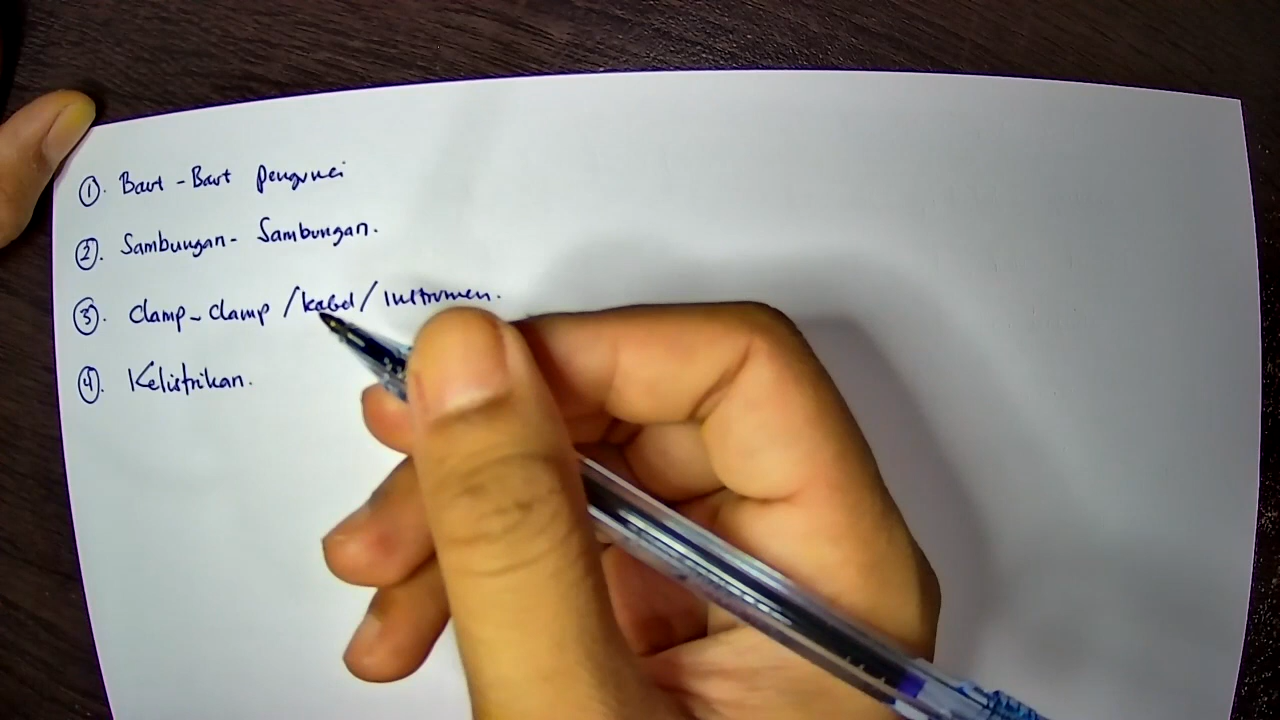 ①. Baut - Baut pengunci
②. Sambungan - Sambungan.
③. Clamp - Clamp / kabel / Instrumen.
④. Kelistrikan.